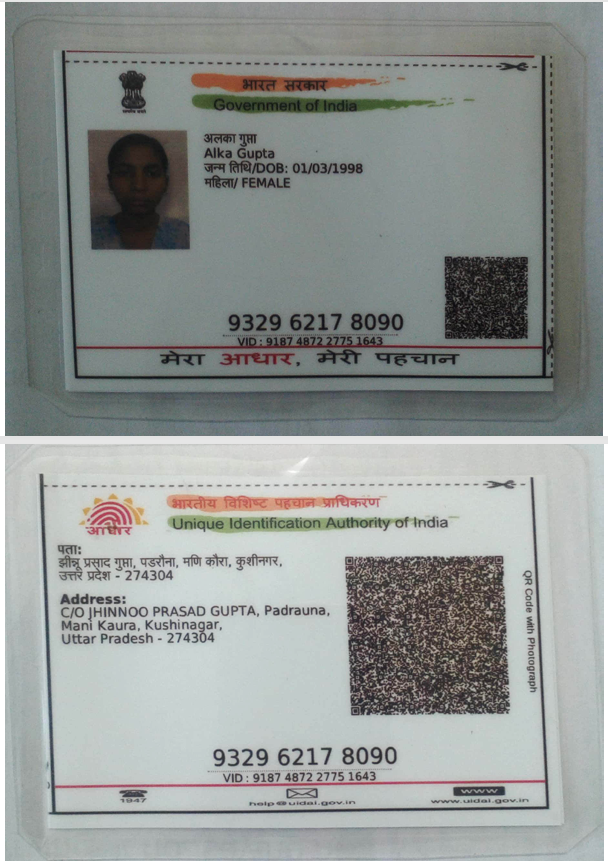 भारत सरकार
Government of India
अलका गुप्ता
Alka Gupta
जन्म तिथि/DOB: 01/03/1998
महिला/ FEMALE
9329 6217 8090
VID : 9187 4872 2775 1643
मेरा आधार, मेरी पहचान
भारतीय विशिष्ट पहचान प्राधिकरण
Unique Identification Authority of India
आधार
पता:
झीन्नू प्रसाद गुप्ता, पडरौना, मणि कौरा, कुशीनगर,
उत्तर प्रदेश - 274304
Address:
C/O JHINNOO PRASAD GUPTA, Padrauna,
Mani Kaura, Kushinagar,
Uttar Pradesh - 274304
QR Code with Photograph
9329 6217 8090
VID : 9187 4872 2775 1643
1947
help@uidai.gov.in
www
www.uidai.gov.in